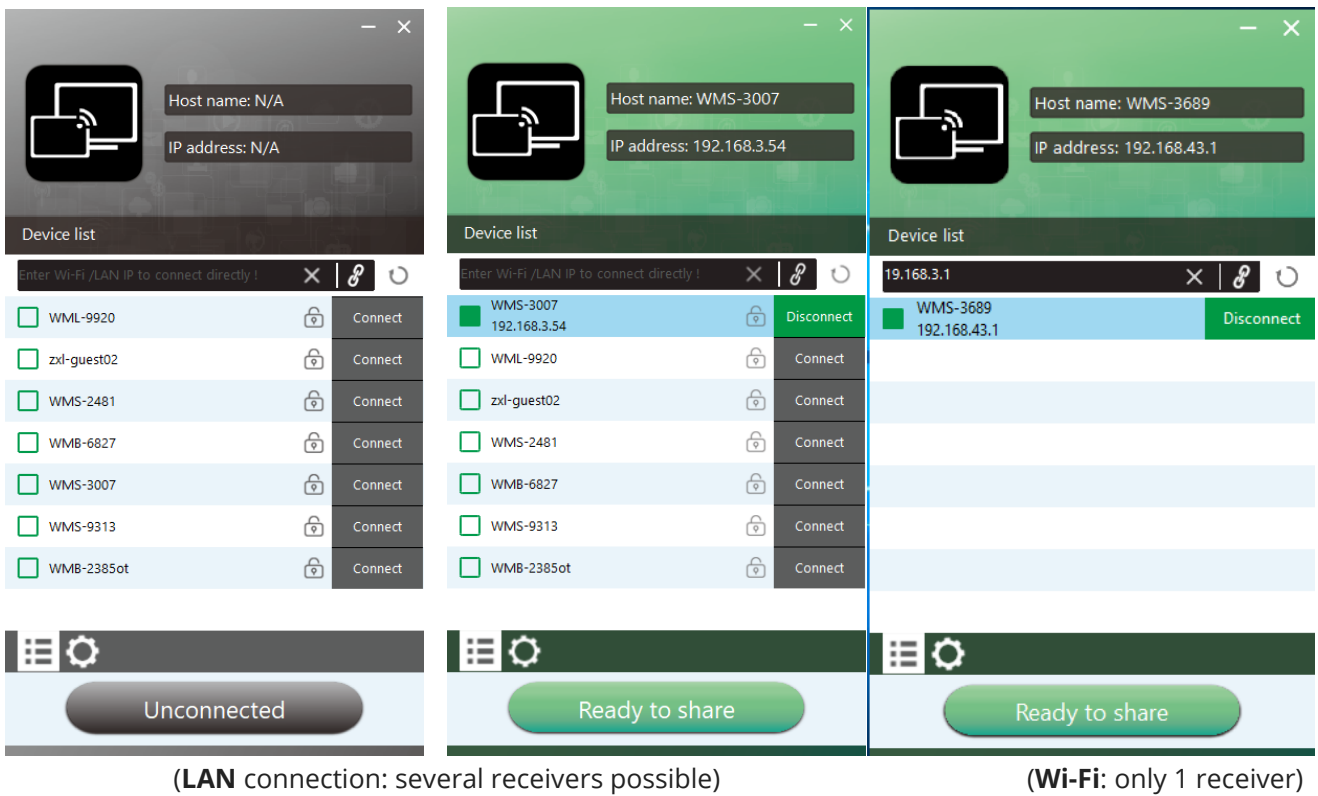 Host name: N/A
IP address: N/A
Device list
Enter Wi-Fi /LAN IP to connect directly !
WML-9920 Connect
zxl-guest02 Connect
WMS-2481 Connect
WMB-6827 Connect
WMS-3007 Connect
WMS-9313 Connect
WMB-2385ot Connect
Unconnected
Host name: WMS-3007
IP address: 192.168.3.54
Device list
Enter Wi-Fi /LAN IP to connect directly !
WMS-3007
192.168.3.54
Disconnect
WML-9920 Connect
zxl-guest02 Connect
WMS-2481 Connect
WMB-6827 Connect
WMS-9313 Connect
WMB-2385ot Connect
Ready to share
Host name: WMS-3689
IP address: 192.168.43.1
Device list
19.168.3.1
WMS-3689
192.168.43.1
Disconnect
Ready to share
(LAN connection: several receivers possible)
(Wi-Fi: only 1 receiver)